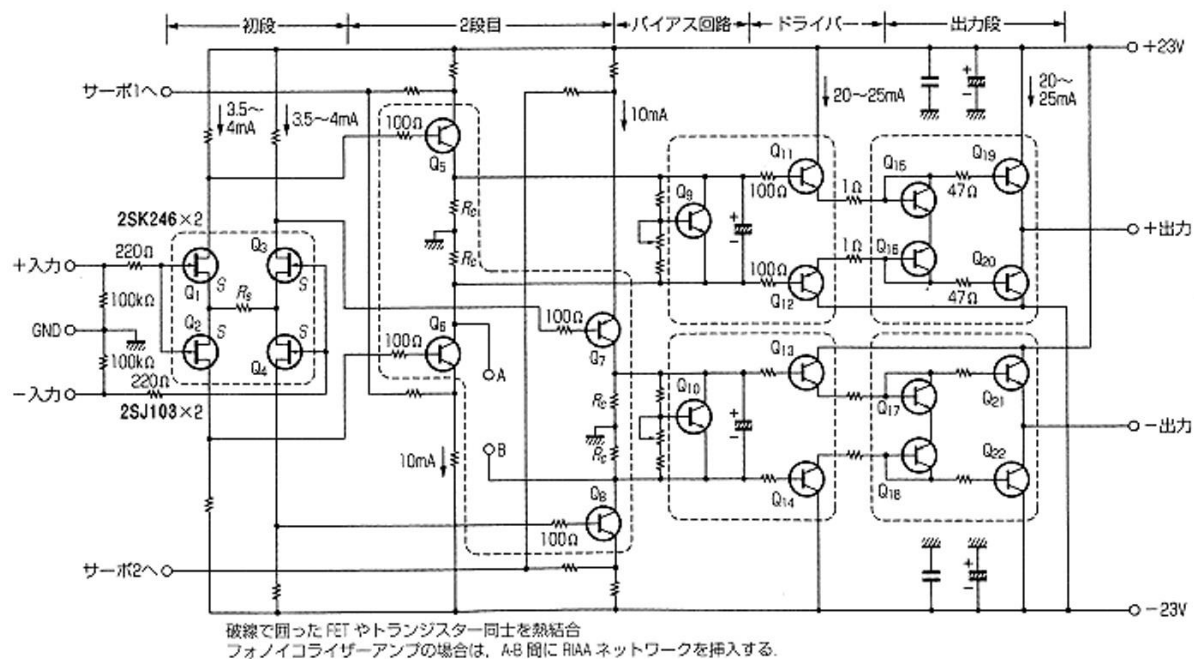 初段
2段目
バイアス回路
ドライバー
出力段
+23V
サーボ1へ
3.5〜4mA
3.5〜4mA
100Ω
Q5
10mA
20〜25mA
20〜25mA
Q11
100Ω
Q9
1Ω
Q15
47Ω
Q19
2SK246×2
RC
RC
+入力
220Ω
Q1
S
Q3
S
+出力
100kΩ
RS
1Ω
Q16
47Ω
Q20
100Ω
Q12
GND
Q2
S
Q4
S
100Ω
Q6
100Ω
Q7
100kΩ
220Ω
−入力
2SJ103×2
A
Q10
Q13
Q17
Q21
RC
RC
−出力
B
10mA
Q14
Q18
Q22
Q8
100Ω
サーボ2へ
−23V
破線で囲ったFETやトランジスター同士を熱結合
フォノイコライザーアンプの場合は，A-B間にRIAAネットワークを挿入する．